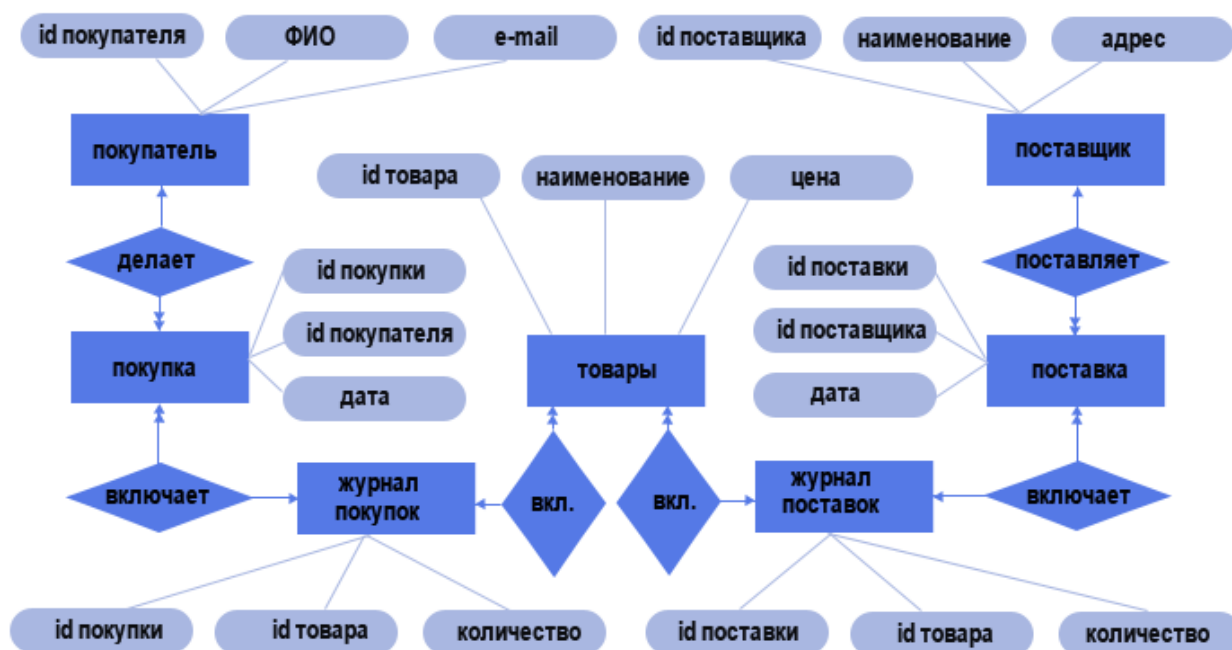 id покупателя
ФИО
e-mail
id поставщика
наименование
адрес
покупатель
поставщик
id товара
наименование
цена
делает
поставляет
id покупки
id поставки
id покупателя
id поставщика
покупка
товары
поставка
дата
дата
включает
журнал
покупок
вкл.
вкл.
журнал
поставок
включает
id покупки
id товара
количество
id поставки
id товара
количество